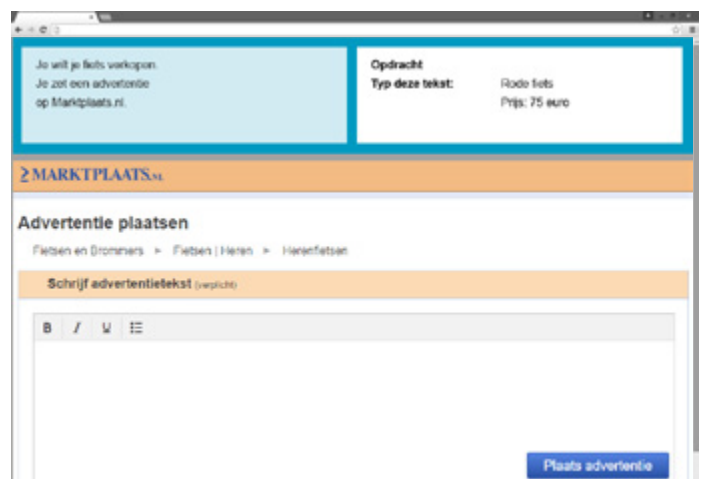 Je wilt je fiets verkopen.
Je zet een advertentie
op Marktplaats.nl.
Opdracht
Typ deze tekst:
Rode fiets
Prijs: 75 euro
MARKTPLAATS.NL
Advertentie plaatsen
Fietsen en Brommers ► Fietsen | Heren ► Herenfietsen
Schrijf advertentietekst (verplicht)
B I U
Plaats advertentie